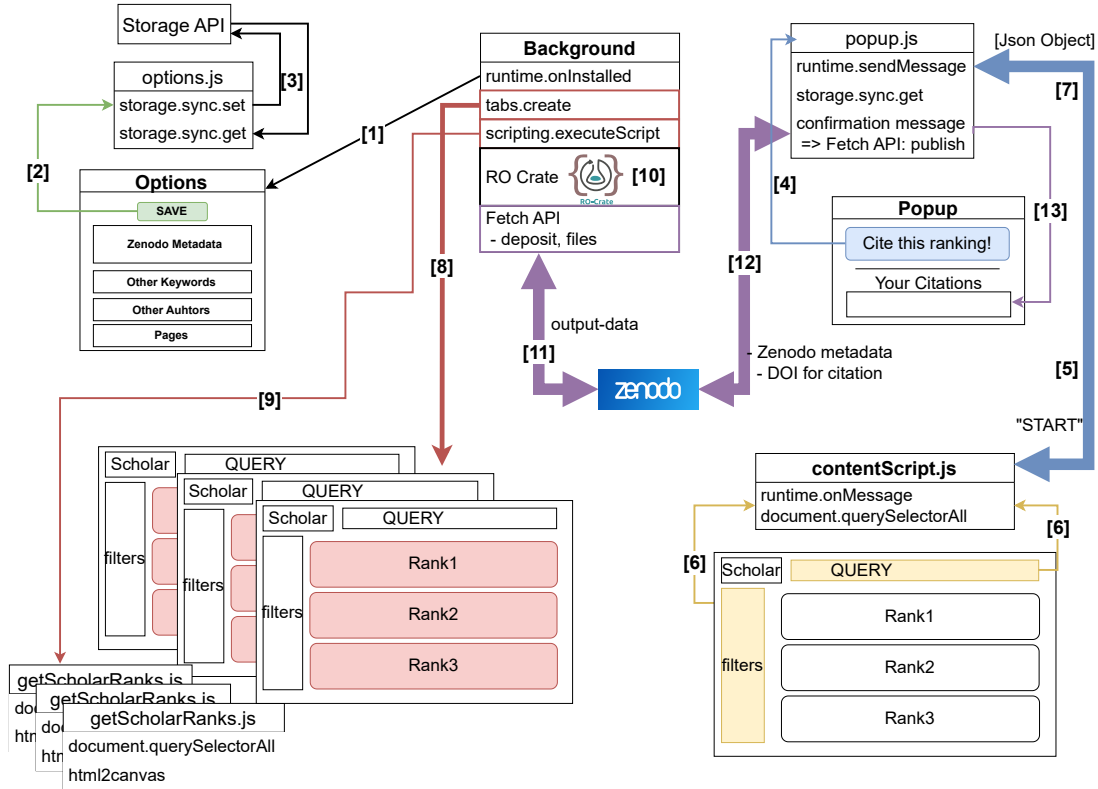 Storage API
options.js
storage.sync.set
storage.sync.get
[3]
[2]
[1]
Options
SAVE
Zenodo Metadata
Other Keywords
Other Auhtors
Pages
Background
runtime.onInstalled
tabs.create
scripting.executeScript
RO Crate
RO-Crate
[10]
Fetch API
- deposit, files
[8]
[9]
output-data
[11]
zenodo
[12]
- Zenodo metadata
- DOI for citation
popup.js
runtime.sendMessage
storage.sync.get
confirmation message
=> Fetch API: publish
[Json Object]
[7]
[4]
[13]
Popup
Cite this ranking!
Your Citations
[5]
"START"
contentScript.js
runtime.onMessage
document.querySelectorAll
[6]
[6]
Scholar
QUERY
filters
Rank1
Rank2
Rank3
Scholar
QUERY
filters
Scholar
QUERY
filters
Scholar
QUERY
filters
Rank1
Rank2
Rank3
getScholarRanks.js
doc
htn
getScholarRanks.js
doc
htn
getScholarRanks.js
document.querySelectorAll
html2canvas